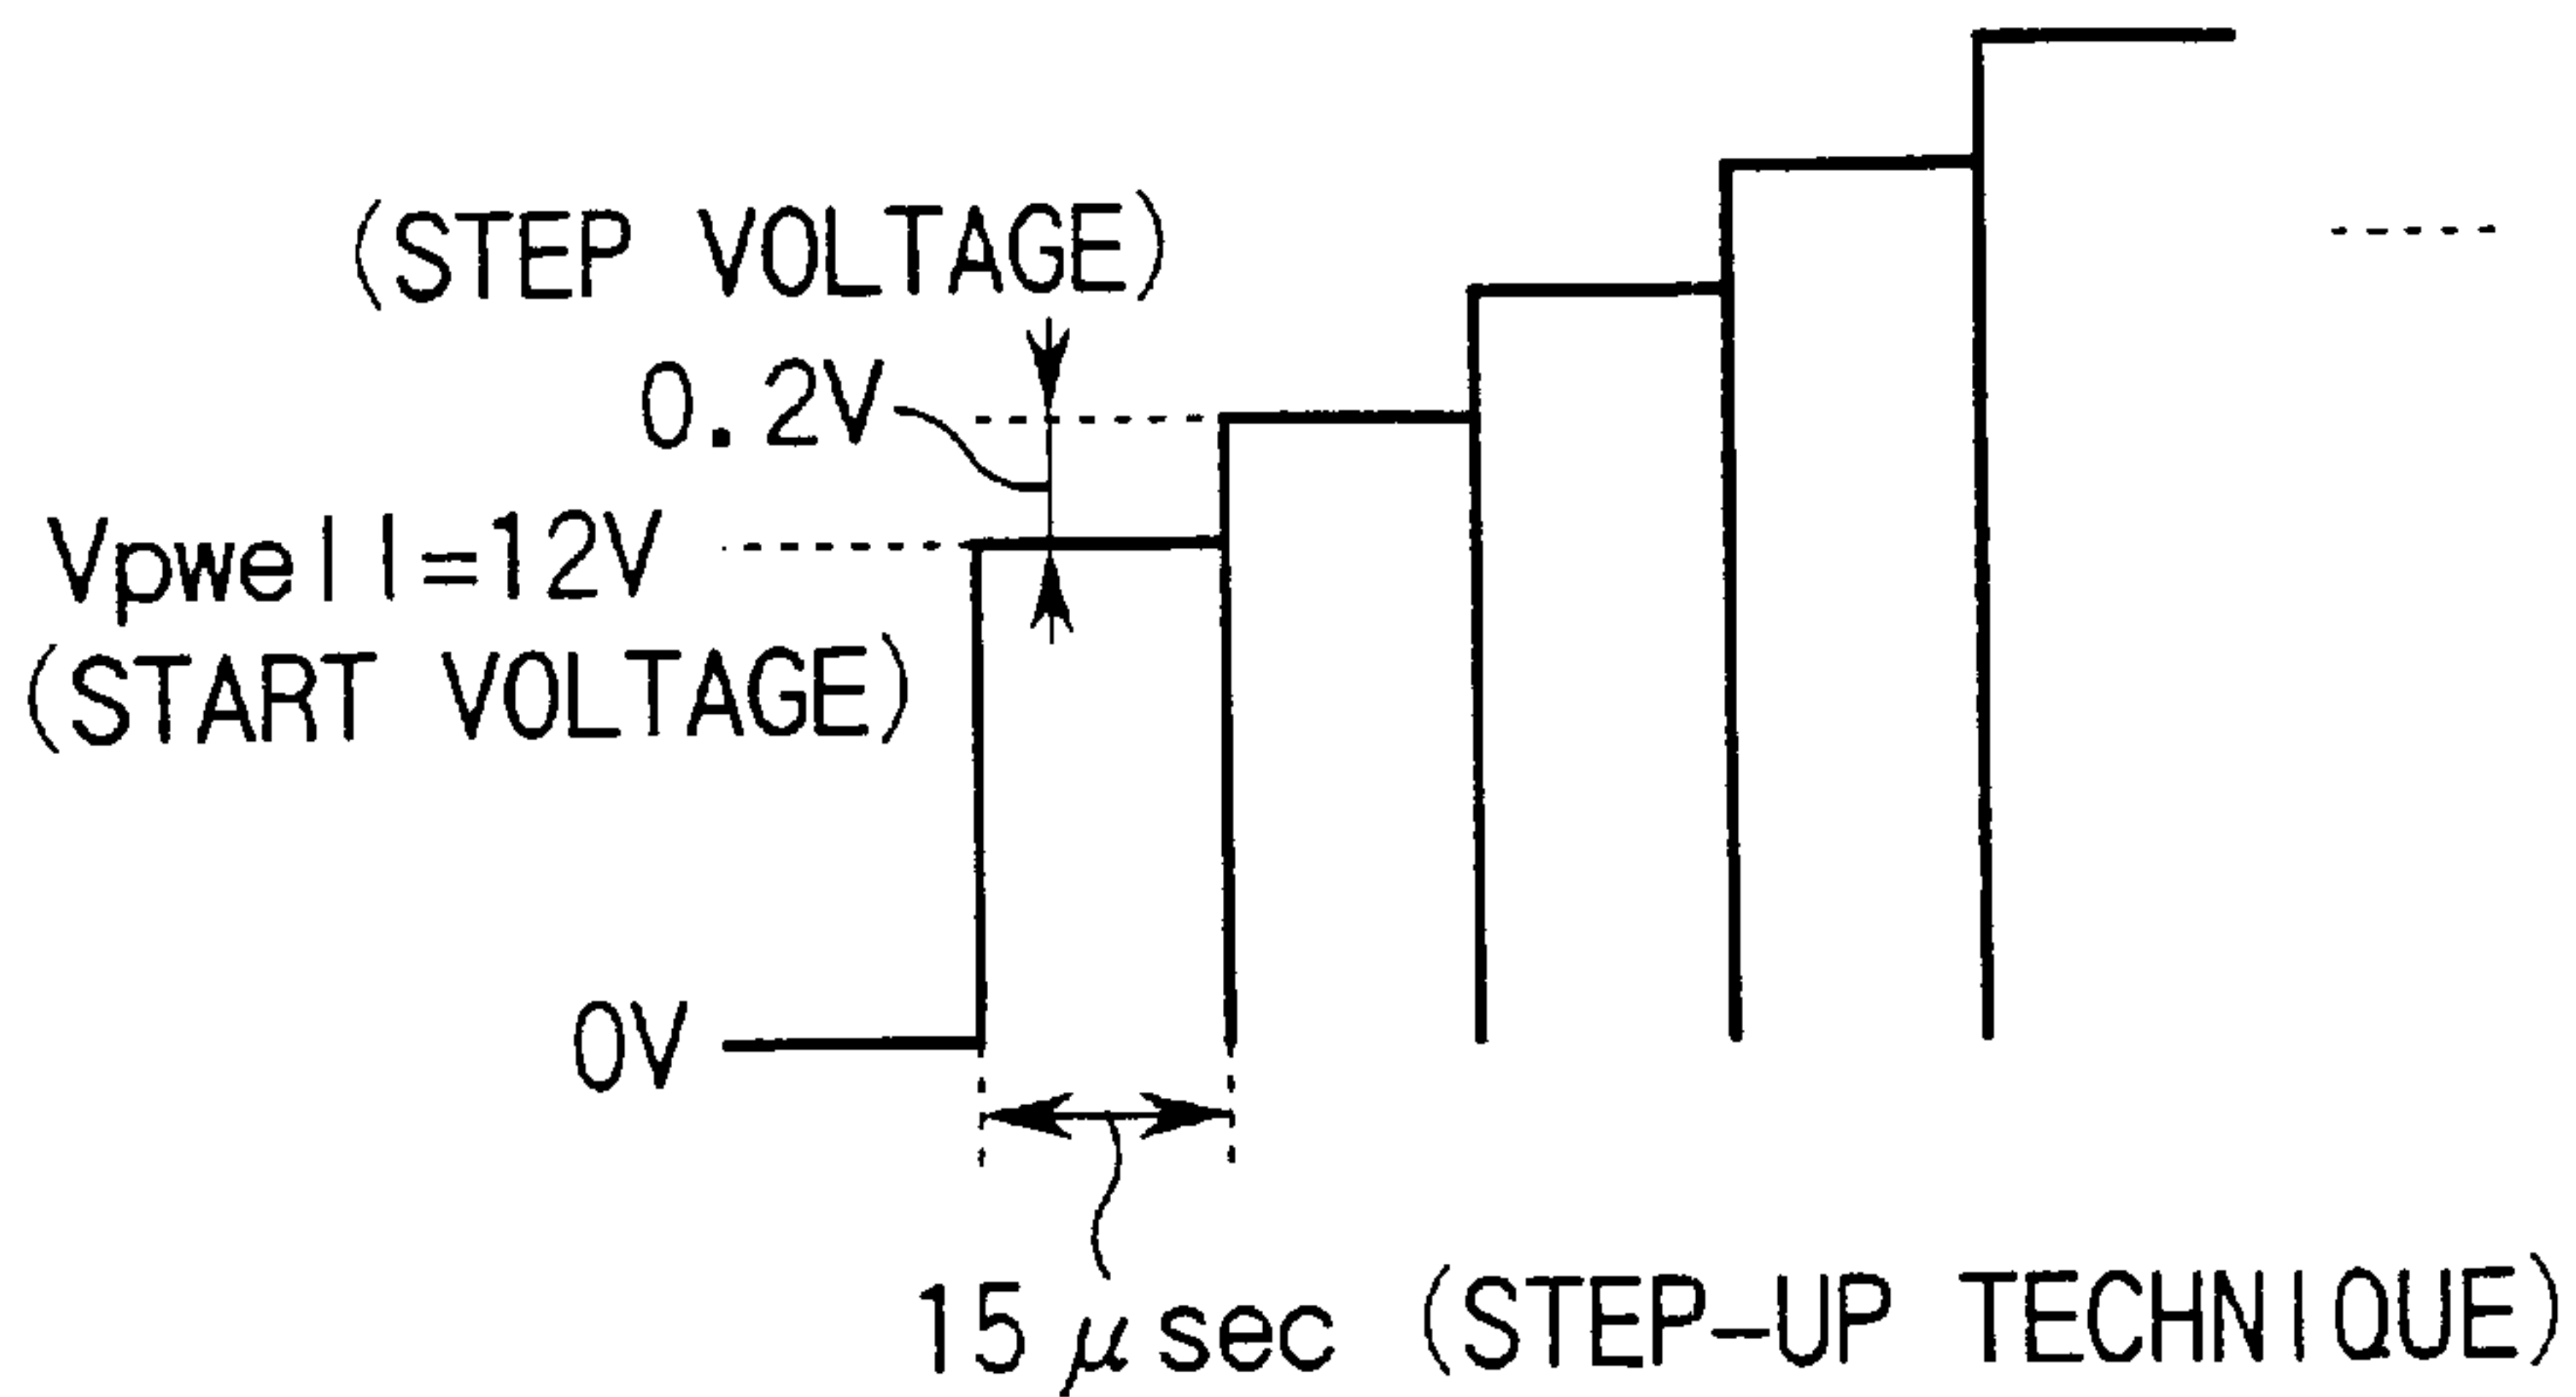 (STEP VOLTAGE)
0.2V
Vpwell=12V
(START VOLTAGE)
0V
15μsec (STEP-UP TECHNIQUE)